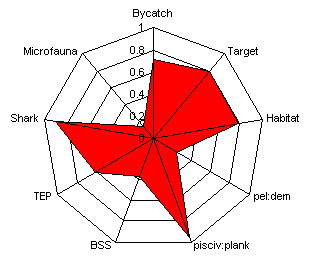 Bycatch
1
0.8
0.6
0.4
0.2
0
Microfauna
Target
Shark
Habitat
TEP
pel:dem
BSS
pisciv:plank